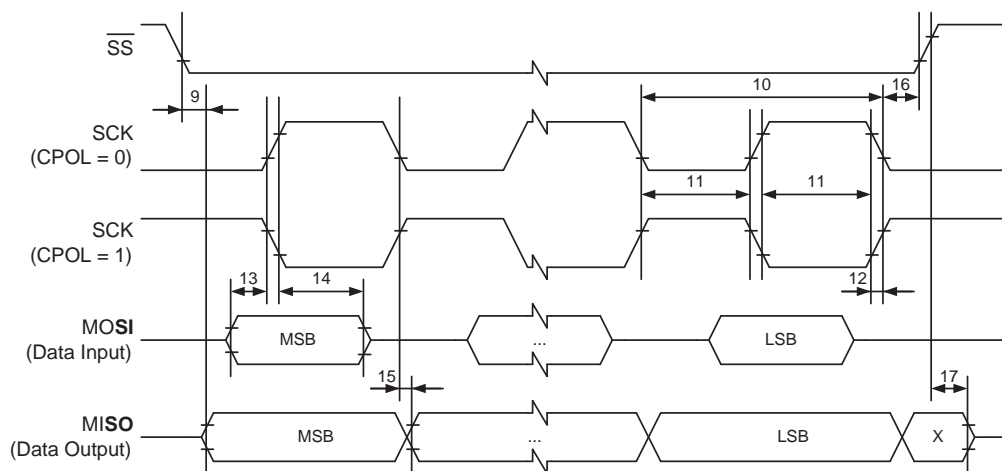 SS
10
16
9
SCK
(CPOL = 0)
11
11
SCK
(CPOL = 1)
13
14
12
MOSI
(Data Input)
MSB
...
LSB
15
17
MISO
(Data Output)
MSB
...
LSB
X